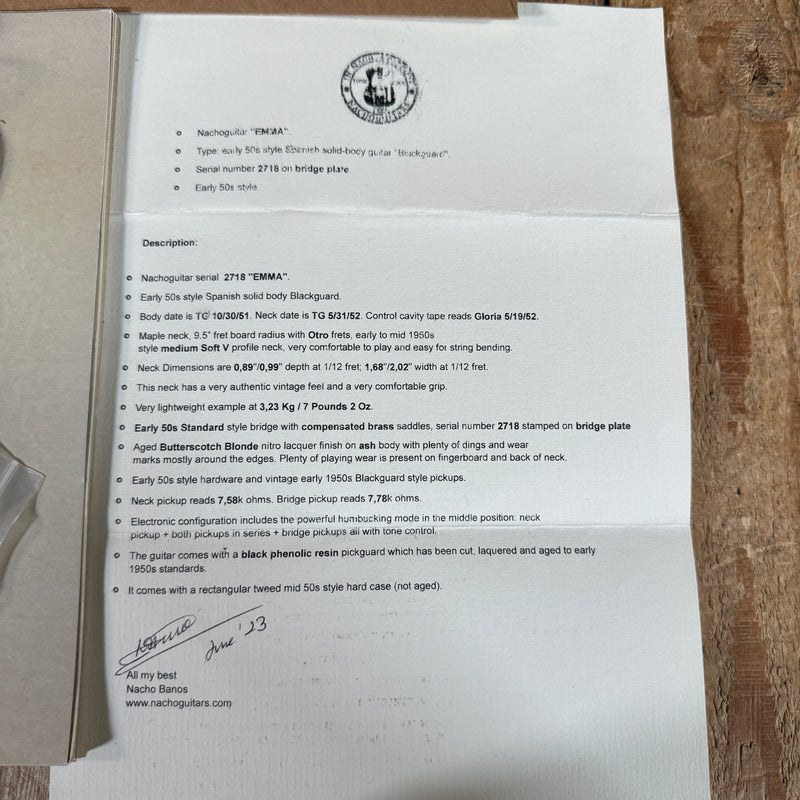 NACHOGUITARS
Nachoguitar "EMMA".
Type: early 50s style Spanish solid-body guitar "Blackguard".
Serial number 2718 on bridge plate
Early 50s style.
Description:
Nachoguitar serial 2718 "EMMA".
Early 50s style Spanish solid body Blackguard.
Body date is TG 10/30/51. Neck date is TG 5/31/52. Control cavity tape reads Gloria 5/19/52.
Maple neck, 9.5" fret board radius with Otro frets, early to mid 1950s
style medium Soft V profile neck, very comfortable to play and easy for string bending.
Neck Dimensions are 0,89"/0,99" depth at 1/12 fret; 1,68"/2,02" width at 1/12 fret.
This neck has a very authentic vintage feel and a very comfortable grip.
Very lightweight example at 3,23 Kg / 7 Pounds 2 Oz.
Early 50s Standard style bridge with compensated brass saddles, serial number 2718 stamped on bridge plate
Aged Butterscotch Blonde nitro lacquer finish on ash body with plenty of dings and wear
marks mostly around the edges. Plenty of playing wear is present on fingerboard and back of neck.
Early 50s style hardware and vintage early 1950s Blackguard style pickups.
Neck pickup reads 7,58k ohms. Bridge pickup reads 7,78k ohms.
Electronic configuration includes the powerful humbucking mode in the middle position: neck
pickup + both pickups in series + bridge pickups all with tone control.
The guitar comes with a black phenolic resin pickguard which has been cut, laquered and aged to early
1950s standards.
It comes with a rectangular tweed mid 50s style hard case (not aged).
June '23
All my best
Nacho Banos
www.nachoguitars.com